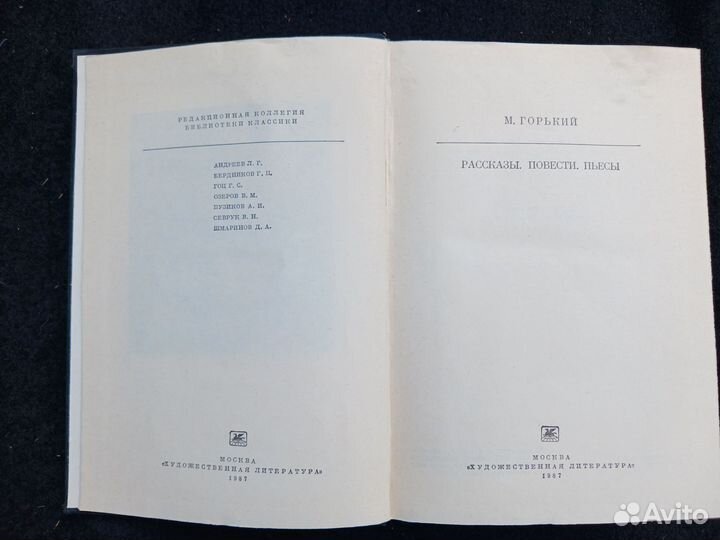 РЕДАКЦИОННАЯ КОЛЛЕГИЯ
БИБЛИОТЕКИ КЛАССИКИ
АНДРЕЕВ Л. Г.
БЕРДНИКОВ Г. П.
ГОЦ Г. С.
ОЗЕРОВ В. М.
ПУЗИКОВ А. И.
СЕВРУК В. Н.
ШМАРИНОВ Д. А.
МОСКВА
«ХУДОЖЕСТВЕННАЯ ЛИТЕРАТУРА»
1987
М. ГОРЬКИЙ
РАССКАЗЫ. ПОВЕСТИ. ПЬЕСЫ
МОСКВА
«ХУДОЖЕСТВЕННАЯ ЛИТЕРАТУРА»
1987
Avito